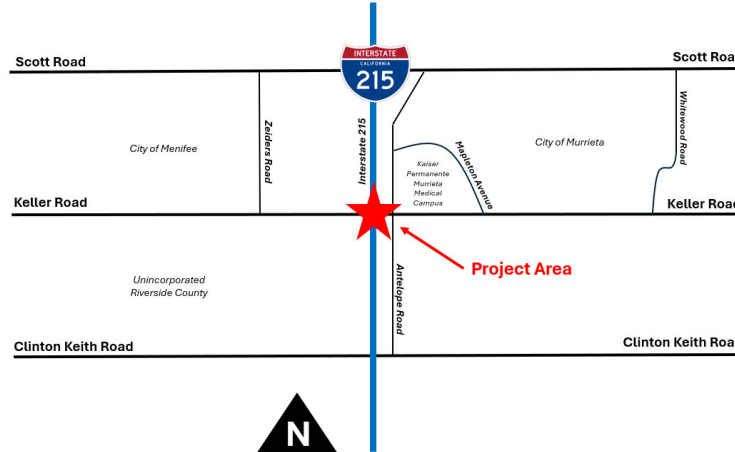 Scott Road
INTERSTATE
CALIFORNIA
215
Scott Roa
City of Menifee
Zeiders Road
Interstate 215
Kaiser
Permanente
Murrieta
Medical
Campus
Mapleton Avenue
City of Murrieta
Whitewood Road
Keller Road
Keller Road
Unincorporated
Riverside County
Antelope Road
Project Area
Clinton Keith Road
Clinton Keith Roa
N